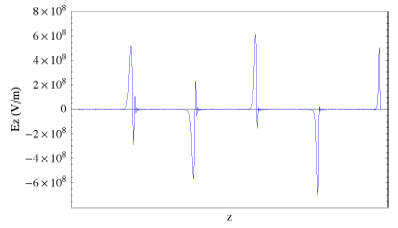 8 × 10⁸
6 × 10⁸
4 × 10⁸
2 × 10⁸
0
−2 × 10⁸
−4 × 10⁸
−6 × 10⁸
Ez (V/m)
z